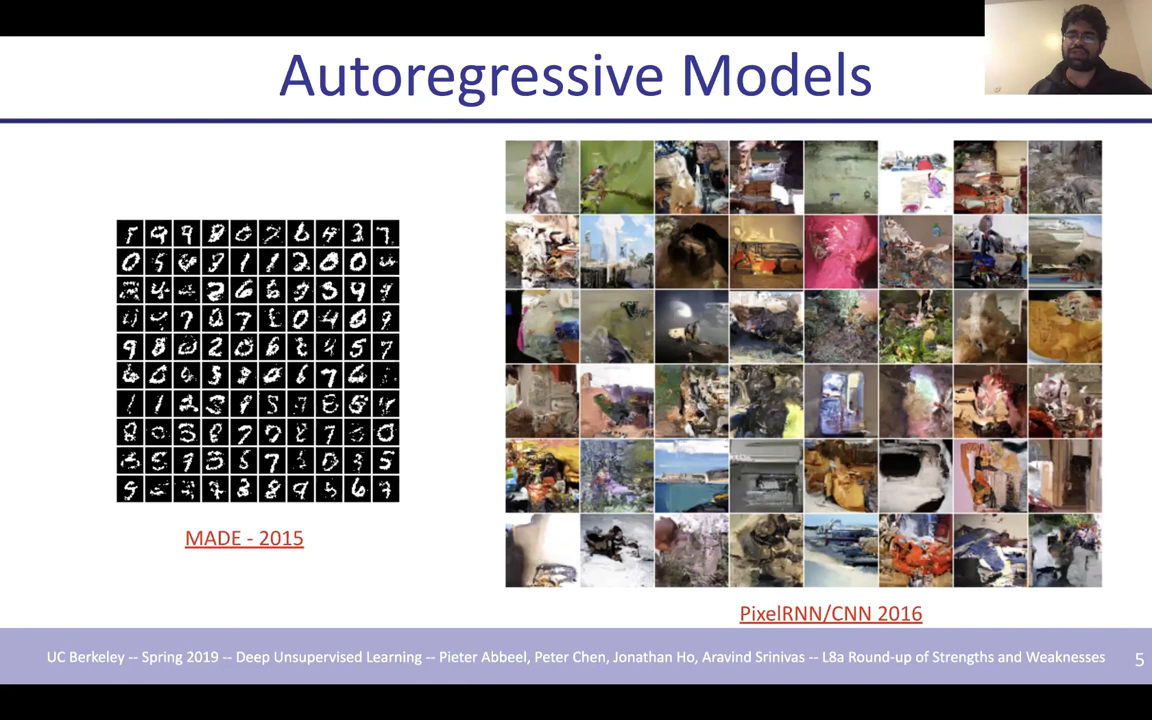 Autoregressive Models
MADE - 2015
PixelRNN/CNN 2016
UC Berkeley -- Spring 2019 -- Deep Unsupervised Learning -- Pieter Abbeel, Peter Chen, Jonathan Ho, Aravind Srinivas -- L8a Round-up of Strengths and Weaknesses 5